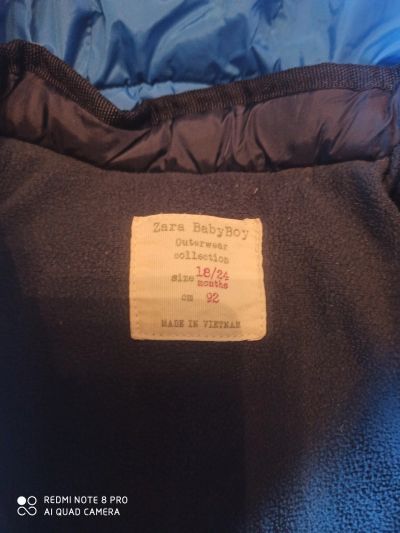 Zara BabyBoy
Outerwear
collection
size 18/24
months
cm 92
MADE IN VIETNAM
REDMI NOTE 8 PRO
AI QUAD CAMERA